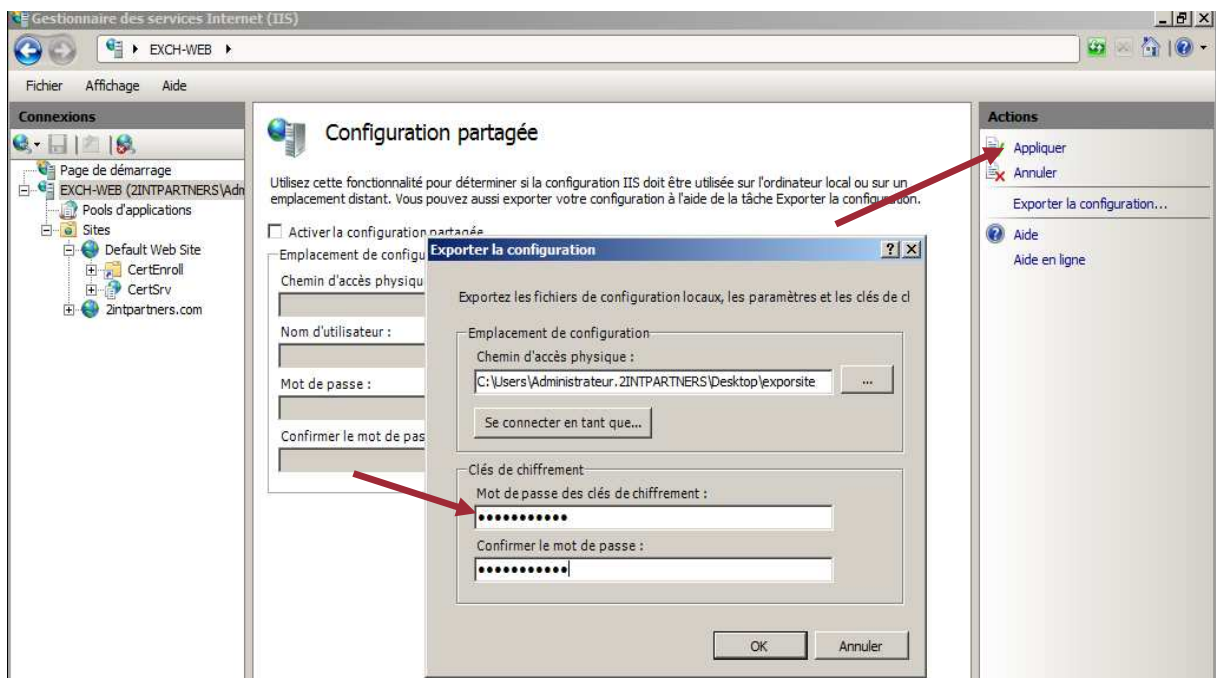 Gestionnaire des services Internet (IIS)
EXCH-WEB
Fichier Affichage Aide
Connexions
Page de démarrage
EXCH-WEB (2INTPARTNERS\Adn
Pools d'applications
Sites
Default Web Site
CertEnroll
CertSrv
2intpartners.com
Configuration partagée
Utilisez cette fonctionnalité pour déterminer si la configuration IIS doit être utilisée sur l'ordinateur local ou sur un
emplacement distant. Vous pouvez aussi exporter votre configuration à l'aide de la tâche Exporter la configuration.
Activer la configuration partagée
Emplacement de configu
Chemin d'accès physiqu
Nom d'utilisateur :
Mot de passe :
Confirmer le mot de pas
Exporter la configuration
Exportez les fichiers de configuration locaux, les paramètres et les clés de cl
Emplacement de configuration
Chemin d'accès physique :
C:\Users\Administrateur.2INTPARTNERS\Desktop\exporsite
...
Se connecter en tant que...
Clés de chiffrement
Mot de passe des clés de chiffrement :
•••••••••••
Confirmer le mot de passe :
•••••••••••
OK Annuler
Actions
Appliquer
Annuler
Exporter la configuration...
Aide
Aide en ligne